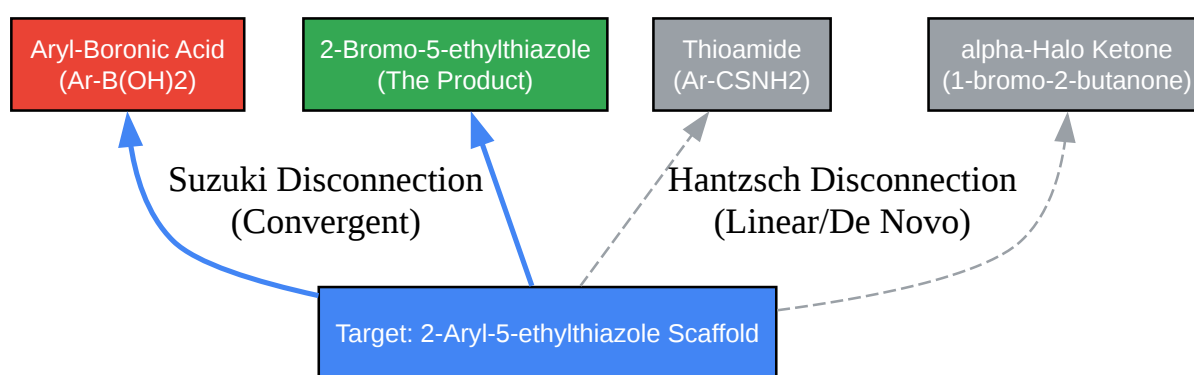 Aryl-Boronic Acid
(Ar-B(OH)2)
2-Bromo-5-ethylthiazole
(The Product)
Thioamide
(Ar-CSNH2)
alpha-Halo Ketone
(1-bromo-2-butanone)
Suzuki Disconnection
(Convergent)
Hantzsch Disconnection
(Linear/De Novo)
Target: 2-Aryl-5-ethylthiazole Scaffold